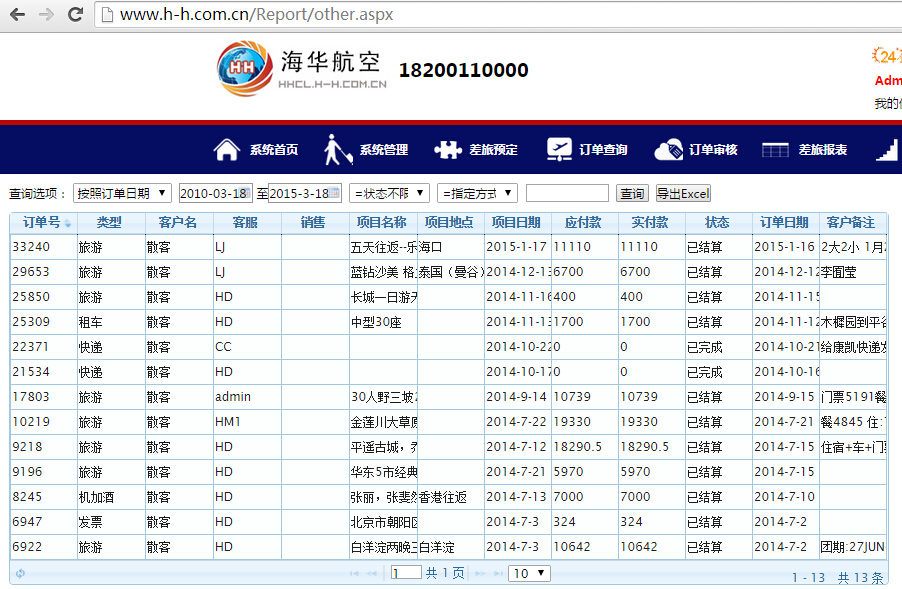 www.h-h.com.cn/Report/other.aspx
海华航空
HHCL.H-H.COM.CN
18200110000
24
Adm
我的
系统首页 系统管理 差旅预定 订单查询 订单审核 差旅报表
查询选项： 按照订单日期 2010-03-18 至 2015-3-18 =状态不限 =指定方式 查询 导出Excel
订单号 类型 客户名 客服 销售 项目名称 项目地点 项目日期 应付款 实付款 状态 订单日期 客户备注
33240 旅游 散客 LJ 五天往返--乐 海口 2015-1-17 11110 11110 已结算 2015-1-16 2大2小 1月
29653 旅游 散客 LJ 蓝钻沙美 格 泰国（曼谷） 2014-12-13 6700 6700 已结算 2014-12-12 李囿莹
25850 旅游 散客 HD 长城一日游天 2014-11-16 400 400 已结算 2014-11-15
25309 租车 散客 HD 中型30座 2014-11-13 1700 1700 已结算 2014-11-12 木樨园到平谷
22371 快递 散客 CC 2014-10-22 0 0 已完成 2014-10-21 给康凯快递发
21534 快递 散客 HD 2014-10-17 0 0 已完成 2014-10-16
17803 旅游 散客 admin 30人野三坡 2014-9-14 10739 10739 已结算 2014-9-15 门票5191餐
10219 旅游 散客 HM1 金莲川大草原 2014-7-22 19330 19330 已结算 2014-7-21 餐4845 住:
9218 旅游 散客 HD 平遥古城，乔 2014-7-12 18290.5 18290.5 已结算 2014-7-15 住宿+车+门票
9196 旅游 散客 HD 华东5市经典 2014-7-21 5970 5970 已结算 2014-7-15
8245 机加酒 散客 HD 张丽，张斐然 香港往返 2014-7-13 7000 7000 已结算 2014-7-10
6947 发票 散客 HD 北京市朝阳区 2014-7-3 324 324 已结算 2014-7-2
6922 旅游 散客 HD 白洋淀两晚三 白洋淀 2014-7-3 10642 10642 已结算 2014-7-2 团期:27JUN
1 共 1 页 10 1 - 13 共 13 条